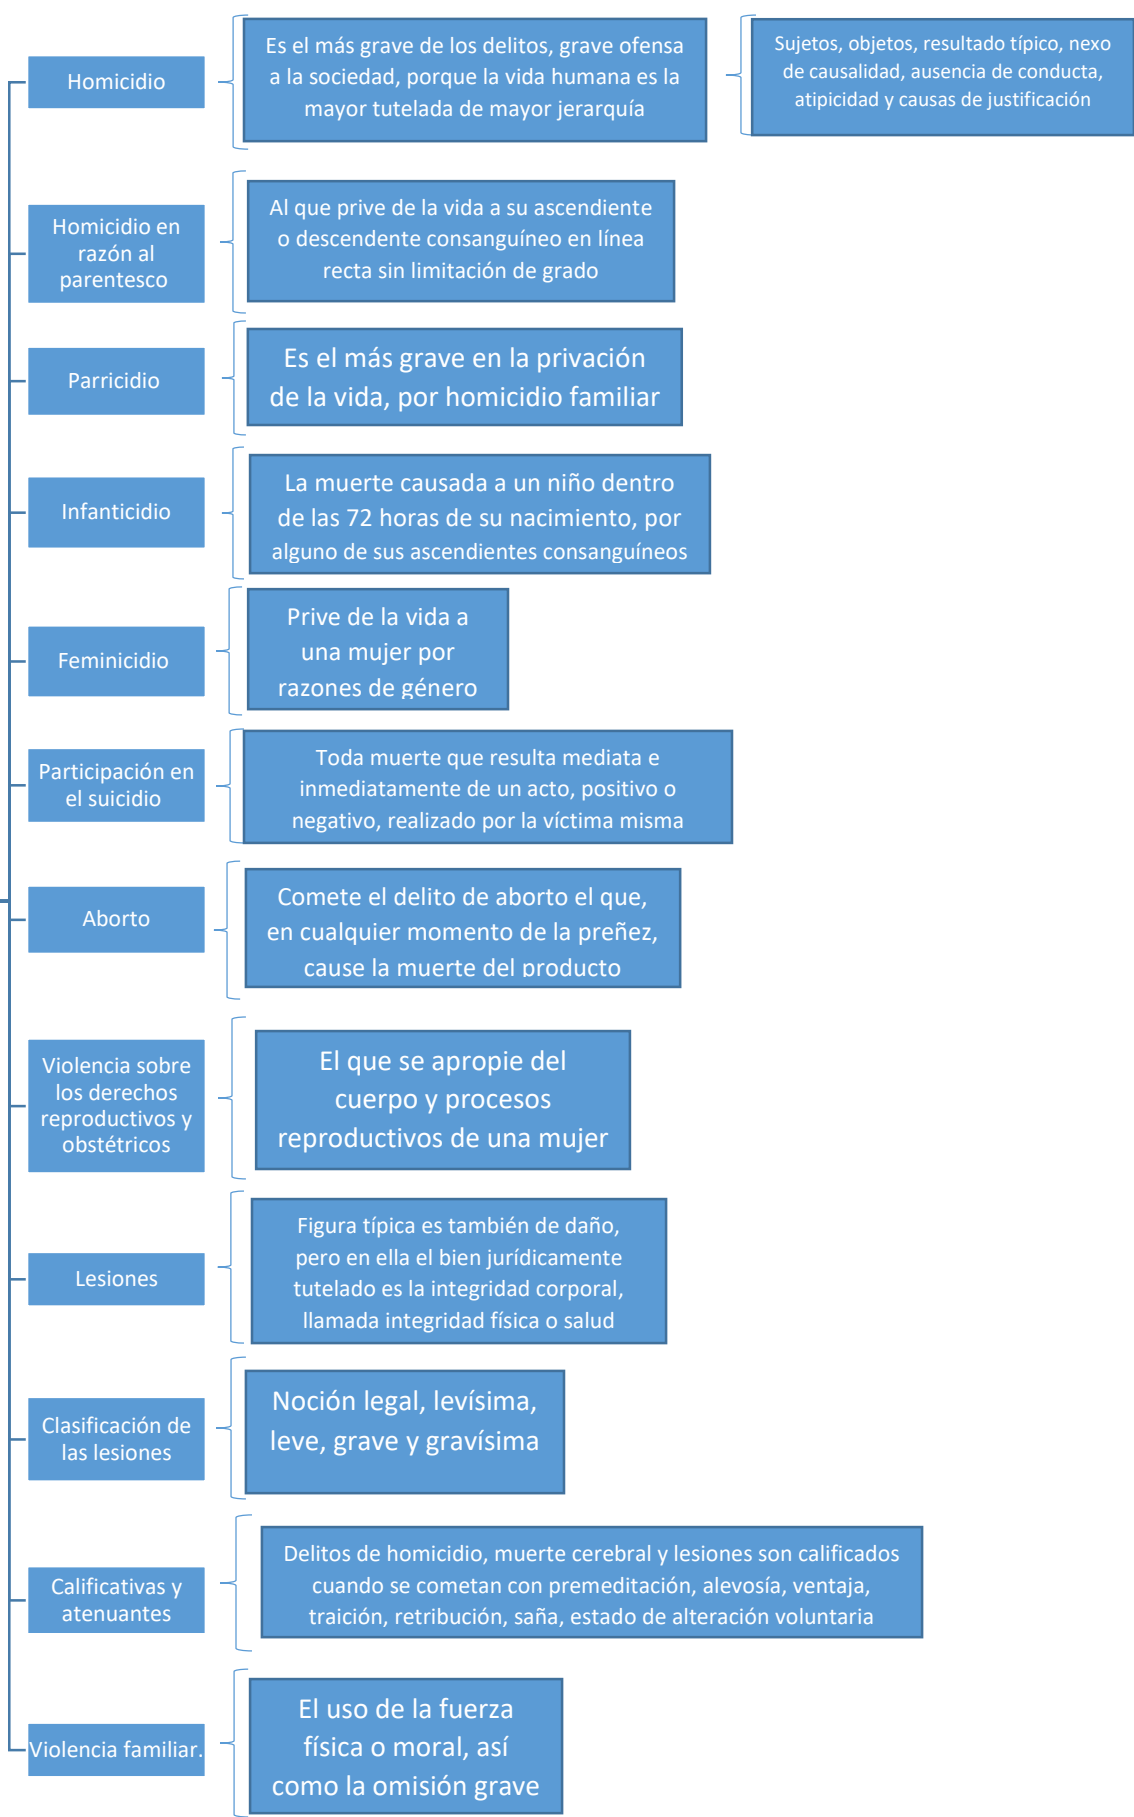 Homicidio
Es el más grave de los delitos, grave ofensa
a la sociedad, porque la vida humana es la
mayor tutelada de mayor jerarquía
Sujetos, objetos, resultado típico, nexo
de causalidad, ausencia de conducta,
atipicidad y causas de justificación
Homicidio en
razón al
parentesco
Al que prive de la vida a su ascendiente
o descendente consanguíneo en línea
recta sin limitación de grado
Parricidio
Es el más grave en la privación
de la vida, por homicidio familiar
Infanticidio
La muerte causada a un niño dentro
de las 72 horas de su nacimiento, por
alguno de sus ascendientes consanguíneos
Feminicidio
Prive de la vida a
una mujer por
razones de género
Participación en
el suicidio
Toda muerte que resulta mediata e
inmediatamente de un acto, positivo o
negativo, realizado por la víctima misma
Aborto
Comete el delito de aborto el que,
en cualquier momento de la preñez,
cause la muerte del producto
Violencia sobre
los derechos
reproductivos y
obstétricos
El que se apropie del
cuerpo y procesos
reproductivos de una mujer
Lesiones
Figura típica es también de daño,
pero en ella el bien jurídicamente
tutelado es la integridad corporal,
llamada integridad física o salud
Clasificación de
las lesiones
Noción legal, levísima,
leve, grave y gravísima
Calificativas y
atenuantes
Delitos de homicidio, muerte cerebral y lesiones son calificados
cuando se cometan con premeditación, alevosía, ventaja,
traición, retribución, saña, estado de alteración voluntaria
Violencia familiar.
El uso de la fuerza
física o moral, así
como la omisión grave